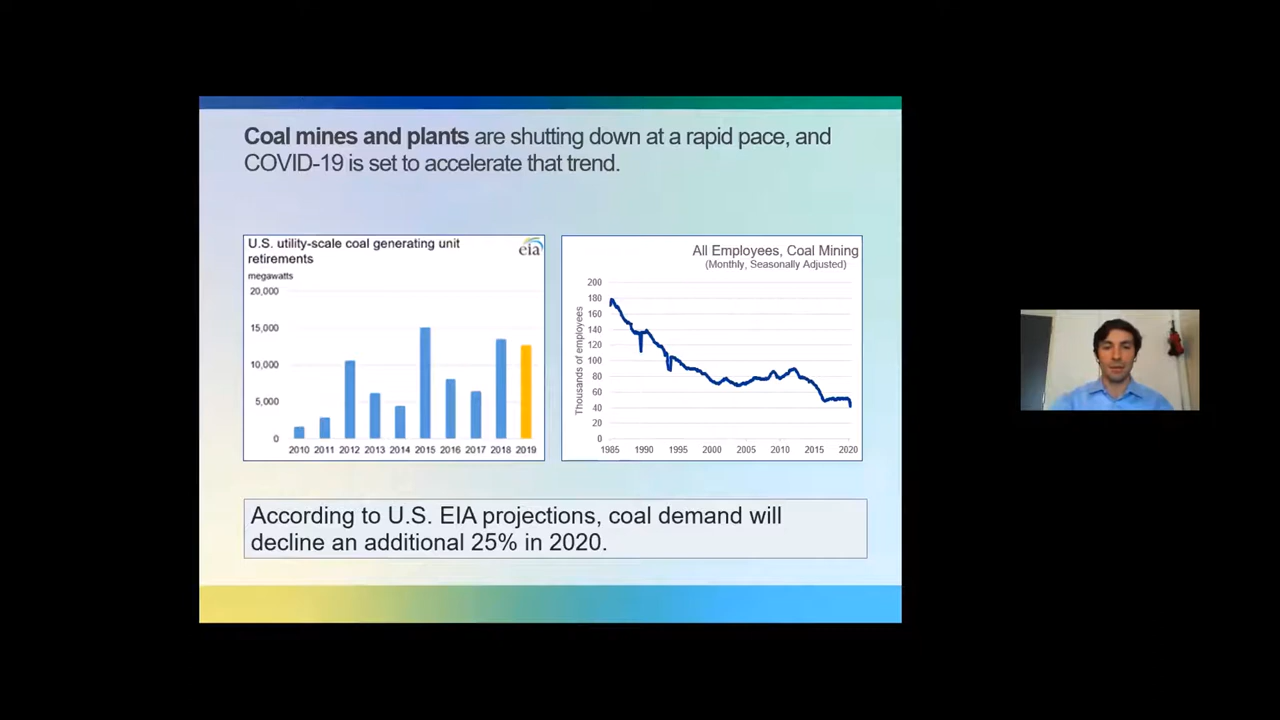 Coal mines and plants are shutting down at a rapid pace, and
COVID-19 is set to accelerate that trend.
U.S. utility-scale coal generating unit
retirements
eia
megawatts
20,000
15,000
10,000
5,000
0
2010 2011 2012 2013 2014 2015 2016 2017 2018 2019
All Employees, Coal Mining
(Monthly, Seasonally Adjusted)
Thousands of employees
200
180
160
140
120
100
80
60
40
20
0
1985 1990 1995 2000 2005 2010 2015 2020
According to U.S. EIA projections, coal demand will
decline an additional 25% in 2020.